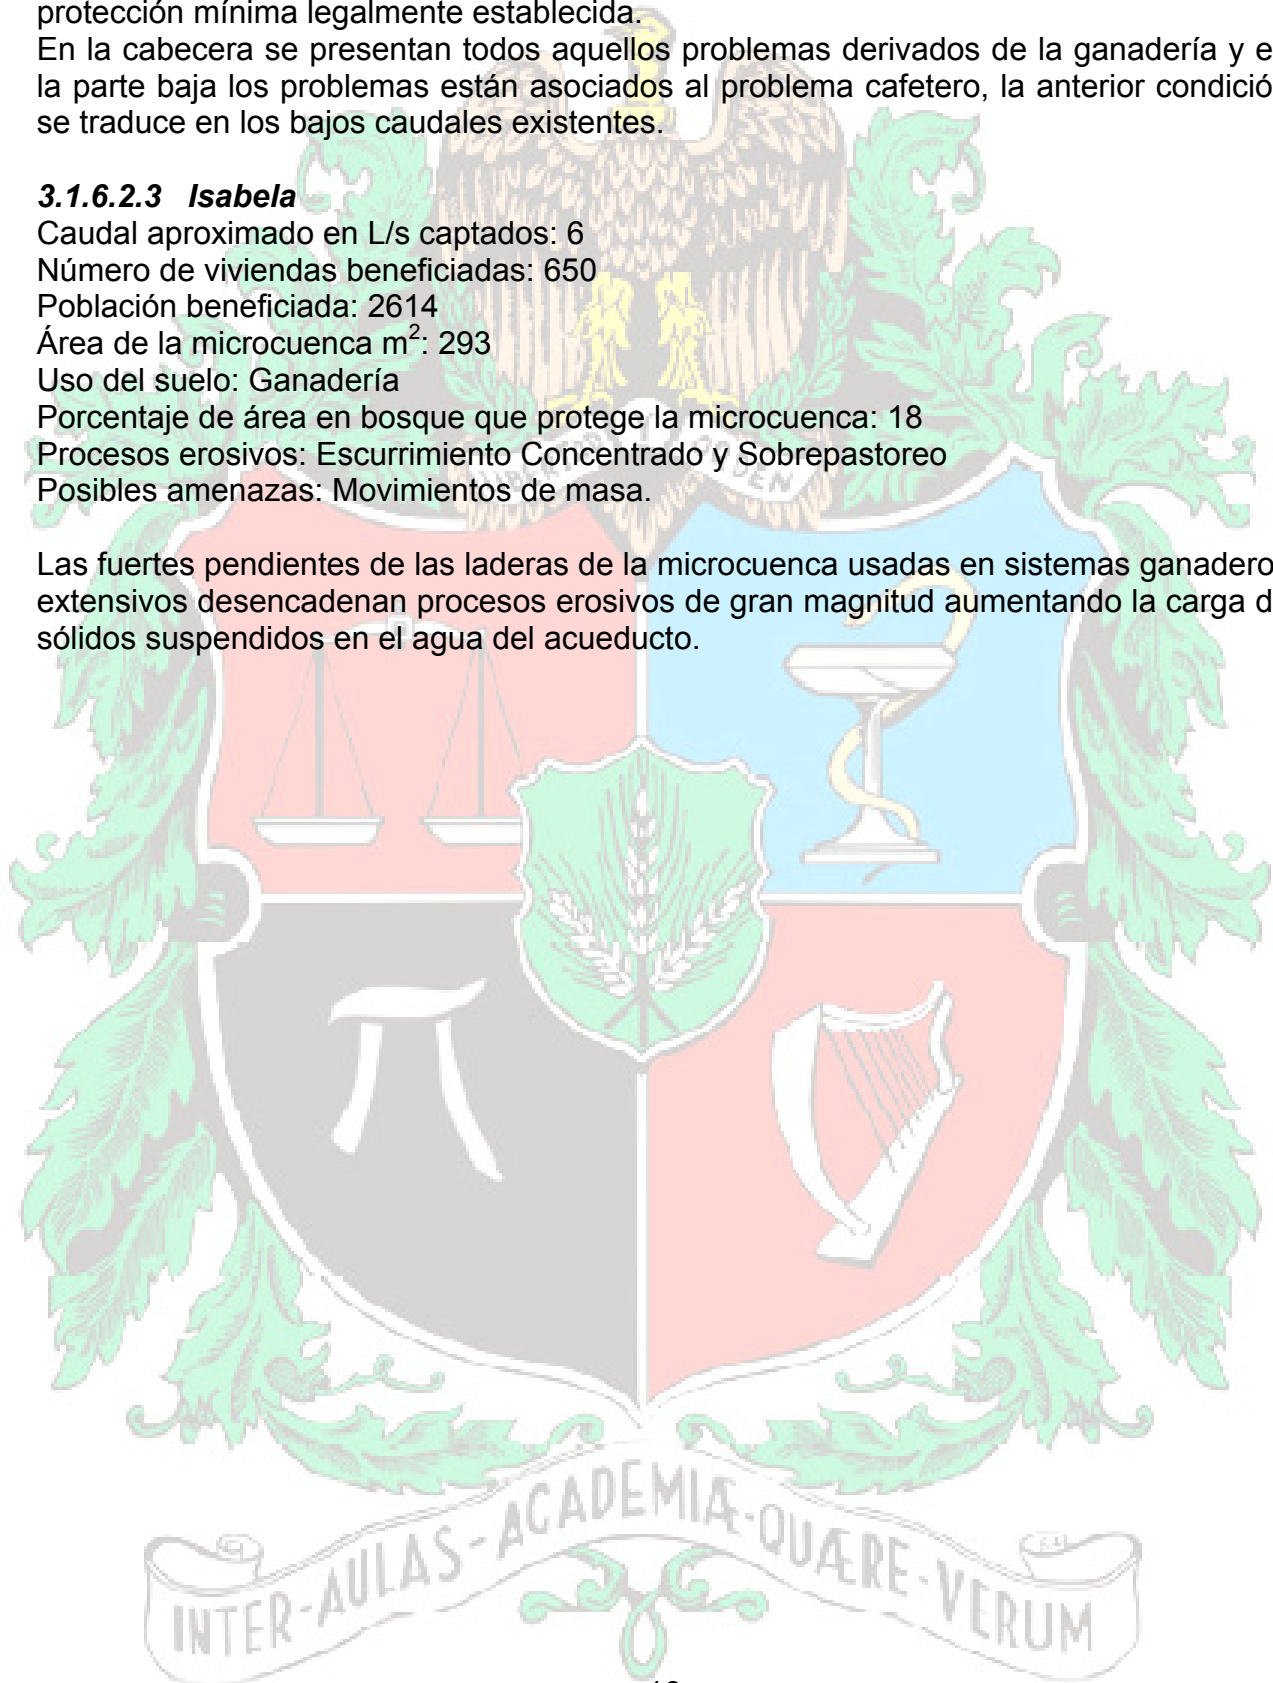 protección mínima legalmente establecida.
En la cabecera se presentan todos aquellos problemas derivados de la ganadería y e
la parte baja los problemas están asociados al problema cafetero, la anterior condició
se traduce en los bajos caudales existentes.
3.1.6.2.3 Isabela
Caudal aproximado en L/s captados: 6
Número de viviendas beneficiadas: 650
Población beneficiada: 2614
Área de la microcuenca m²: 293
Uso del suelo: Ganadería
Porcentaje de área en bosque que protege la microcuenca: 18
Procesos erosivos: Escurrimiento Concentrado y Sobrepastoreo
Posibles amenazas: Movimientos de masa.
Las fuertes pendientes de las laderas de la microcuenca usadas en sistemas ganadero
extensivos desencadenan procesos erosivos de gran magnitud aumentando la carga d
sólidos suspendidos en el agua del acueducto.
INTER-AULAS-ACADEMIÆ-QUÆRE-VERUM